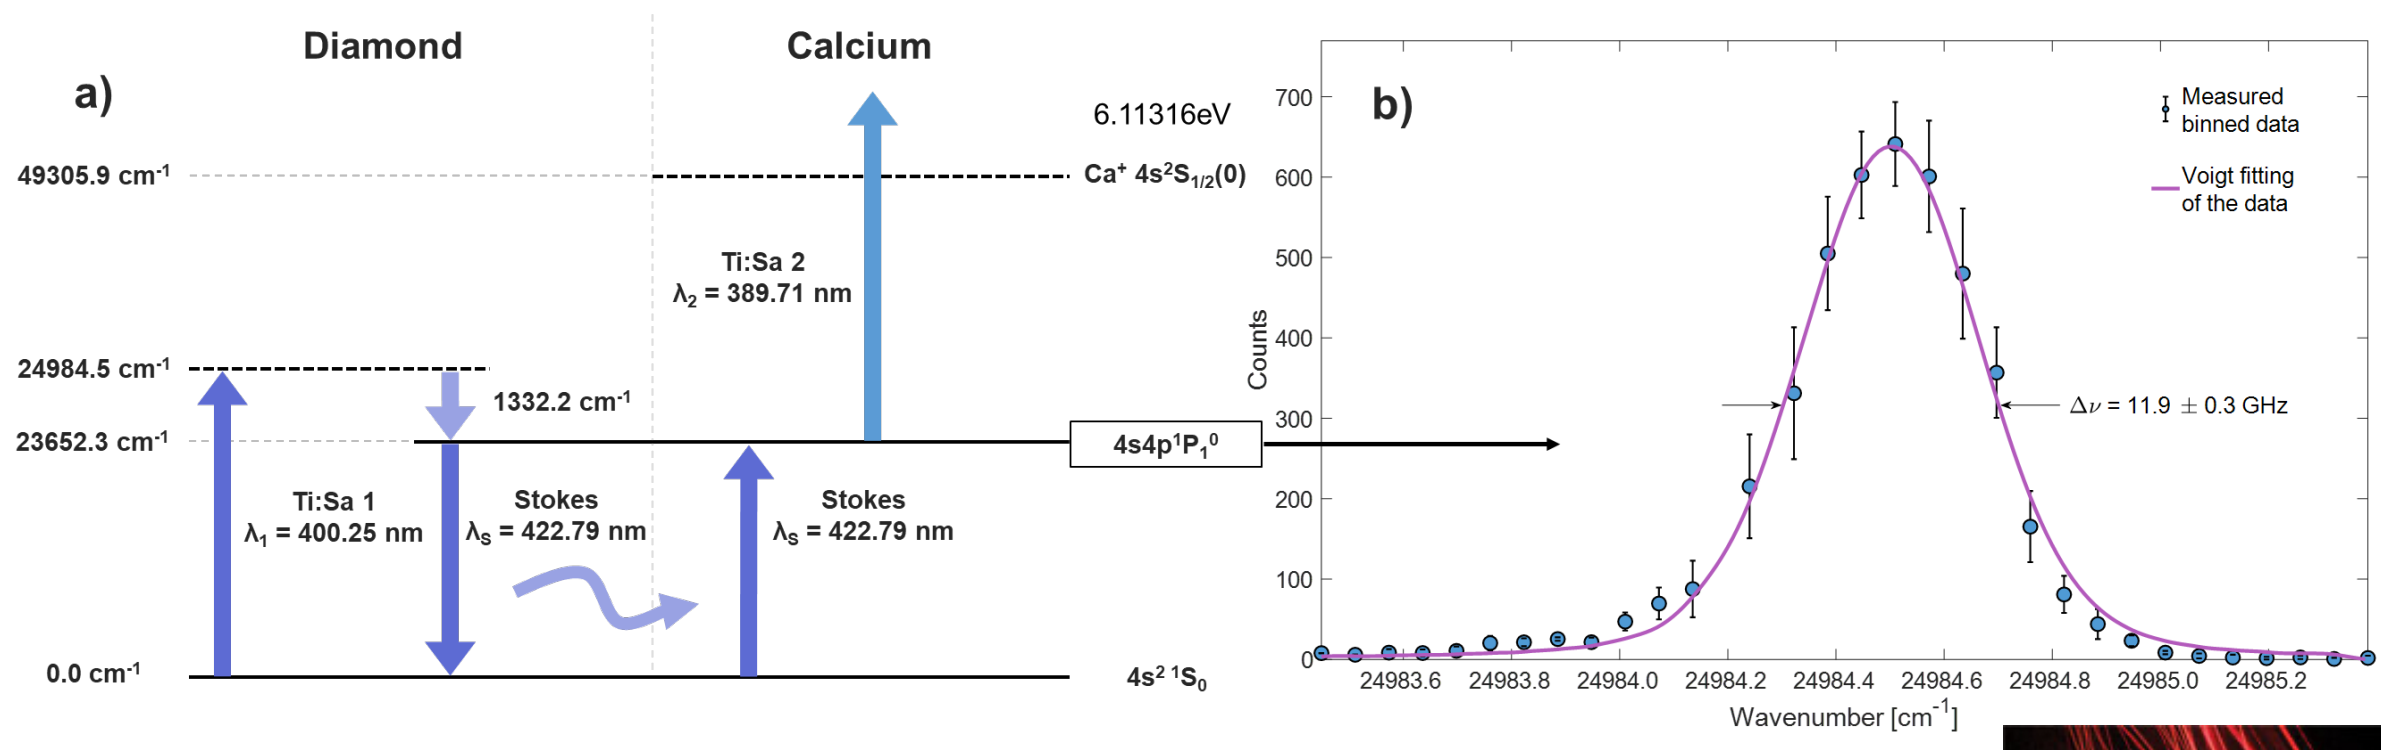 Diamond
Calcium
a)
6.11316eV
49305.9 cm⁻¹
Ca⁺ 4s²S₁/₂(0)
Ti:Sa 2
λ₂ = 389.71 nm
24984.5 cm⁻¹
1332.2 cm⁻¹
23652.3 cm⁻¹
4s4p¹P₁⁰
Ti:Sa 1
λ₁ = 400.25 nm
Stokes
λₛ = 422.79 nm
Stokes
λₛ = 422.79 nm
0.0 cm⁻¹
4s² ¹S₀
b)
Measured
binned data
Voigt fitting
of the data
Δν = 11.9 ± 0.3 GHz
Counts
700
600
500
400
300
200
100
0
24983.6 24983.8 24984.0 24984.2 24984.4 24984.6 24984.8 24985.0 24985.2
Wavenumber [cm⁻¹]